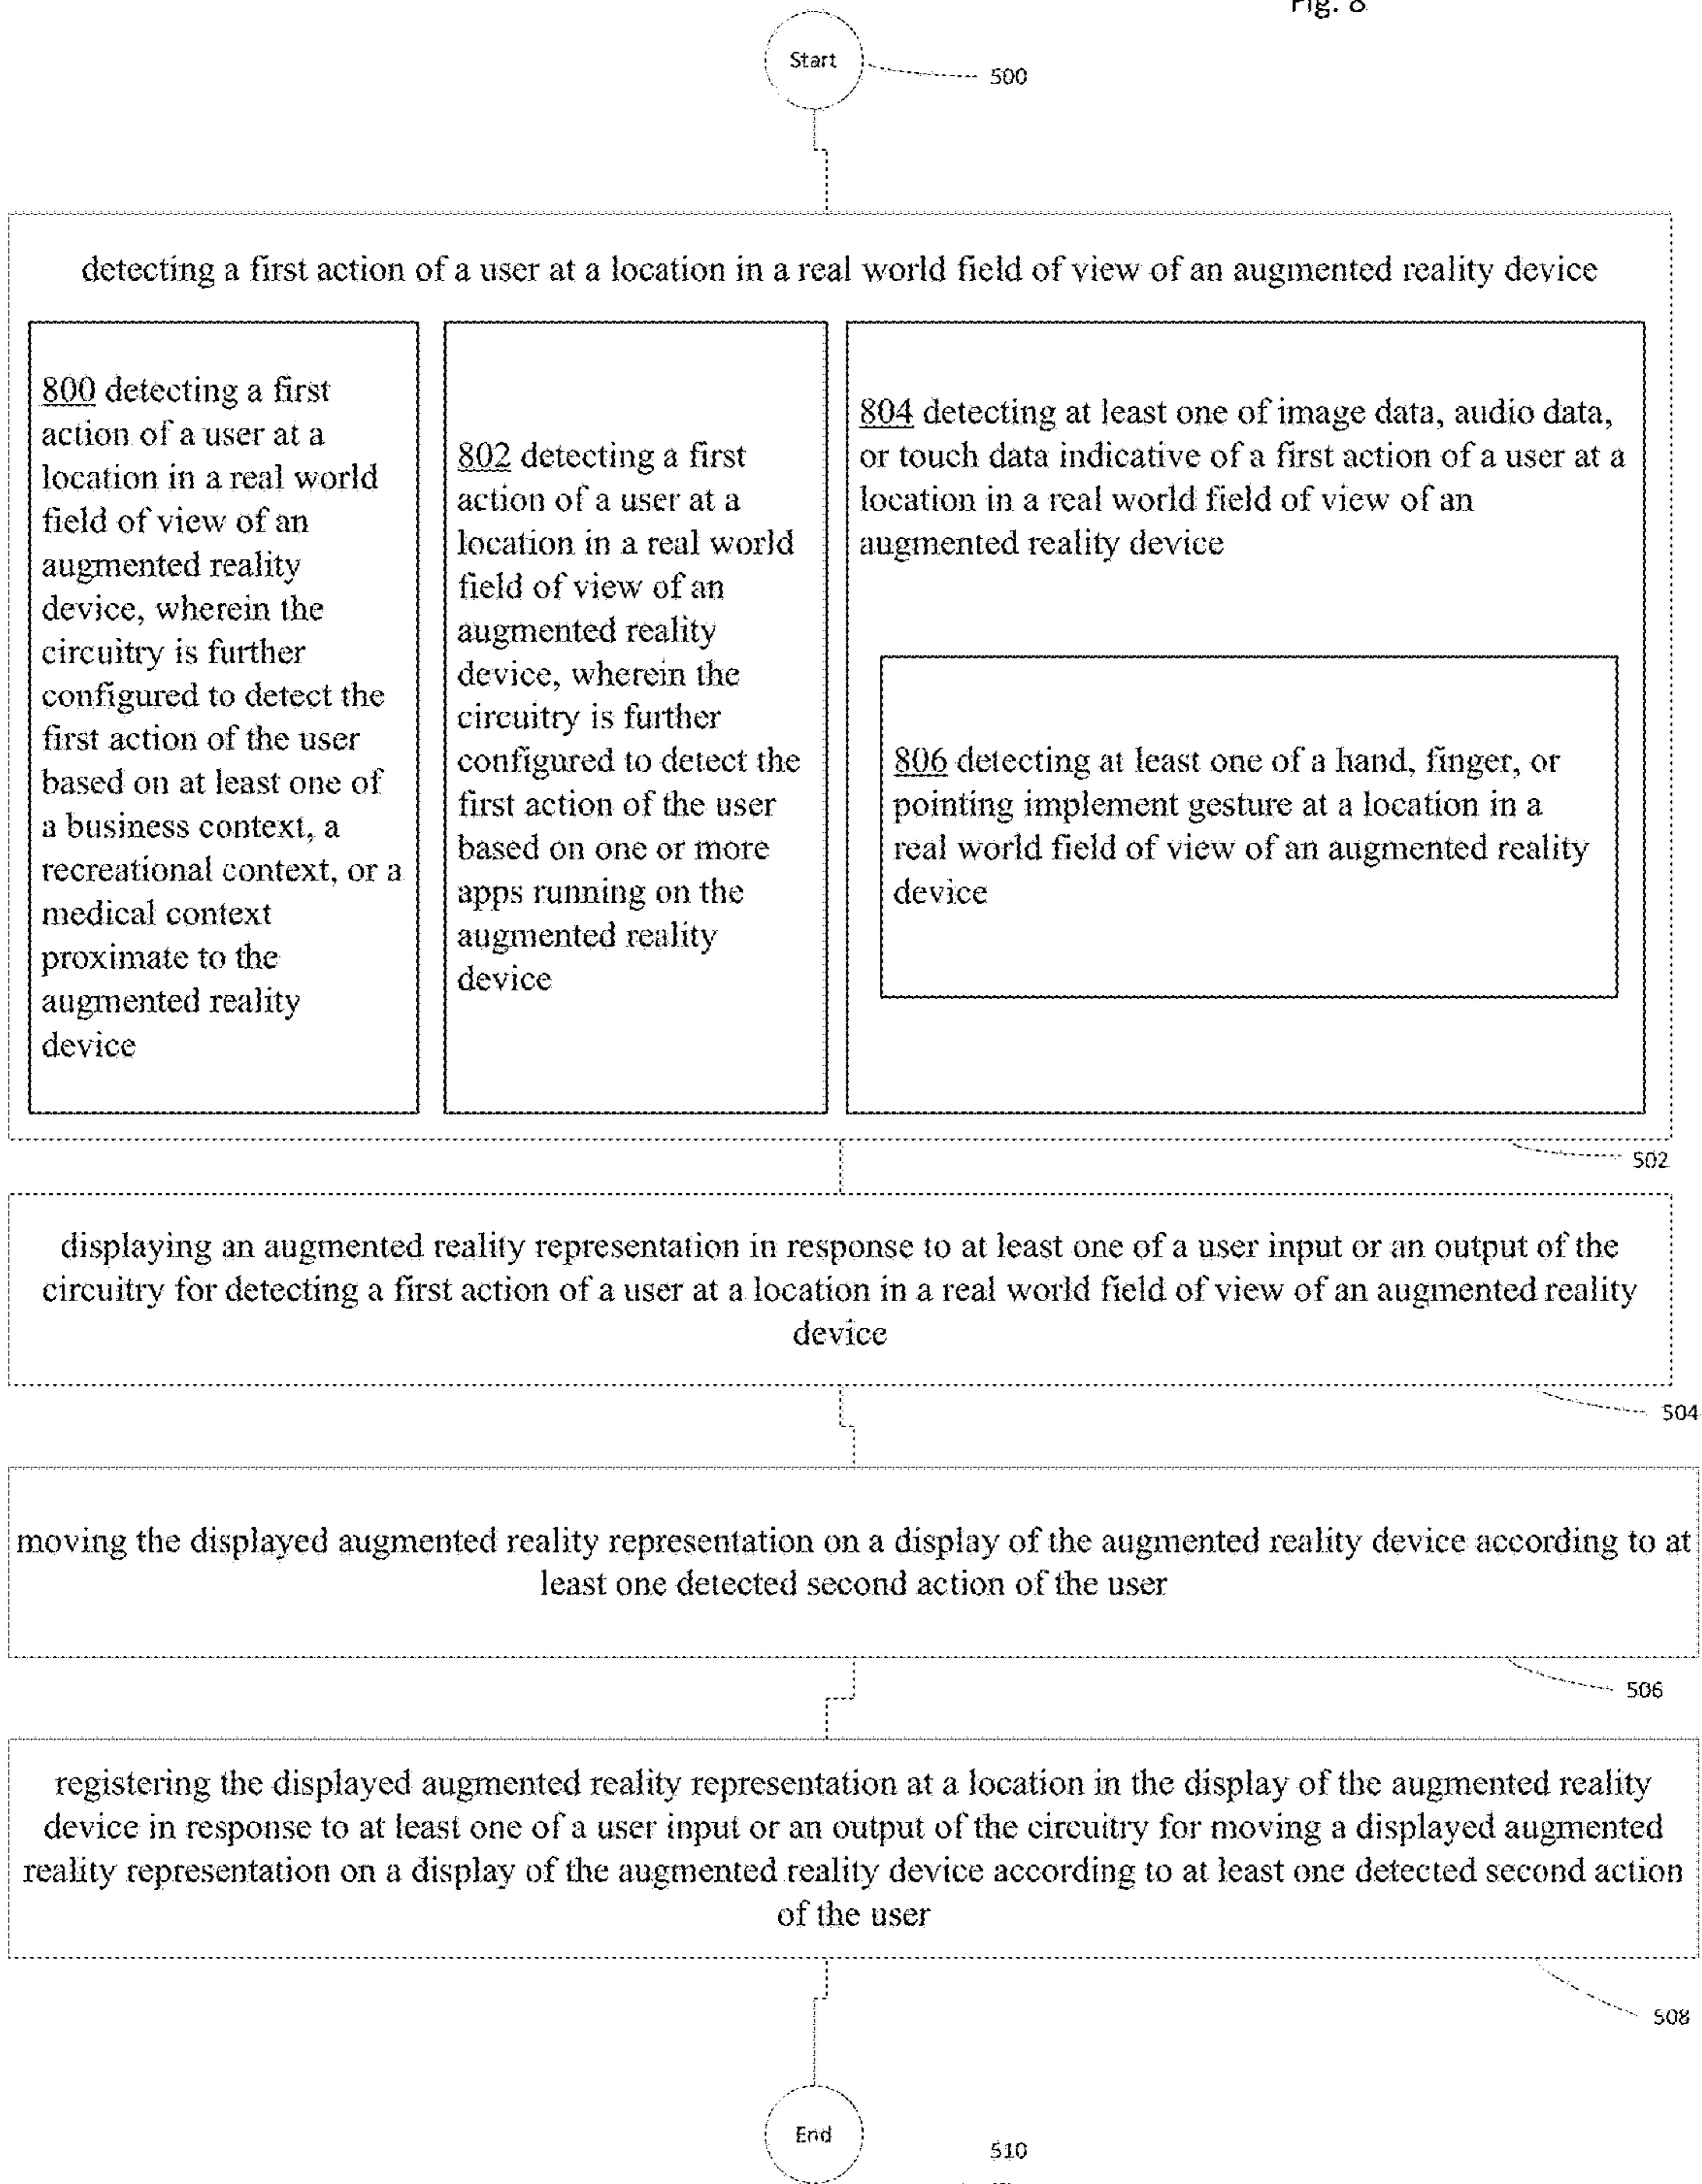 Fig. 8
Start
500
detecting a first action of a user at a location in a real world field of view of an augmented reality device
800 detecting a first
action of a user at a
location in a real world
field of view of an
augmented reality
device, wherein the
circuitry is further
configured to detect the
first action of the user
based on at least one of
a business context, a
recreational context, or a
medical context
proximate to the
augmented reality
device
802 detecting a first
action of a user at a
location in a real world
field of view of an
augmented reality
device, wherein the
circuitry is further
configured to detect the
first action of the user
based on one or more
apps running on the
augmented reality
device
804 detecting at least one of image data, audio data,
or touch data indicative of a first action of a user at a
location in a real world field of view of an
augmented reality device
806 detecting at least one of a hand, finger, or
pointing implement gesture at a location in a
real world field of view of an augmented reality
device
502
displaying an augmented reality representation in response to at least one of a user input or an output of the
circuitry for detecting a first action of a user at a location in a real world field of view of an augmented reality
device
504
moving the displayed augmented reality representation on a display of the augmented reality device according to at
least one detected second action of the user
506
registering the displayed augmented reality representation at a location in the display of the augmented reality
device in response to at least one of a user input or an output of the circuitry for moving a displayed augmented
reality representation on a display of the augmented reality device according to at least one detected second action
of the user
508
End
510